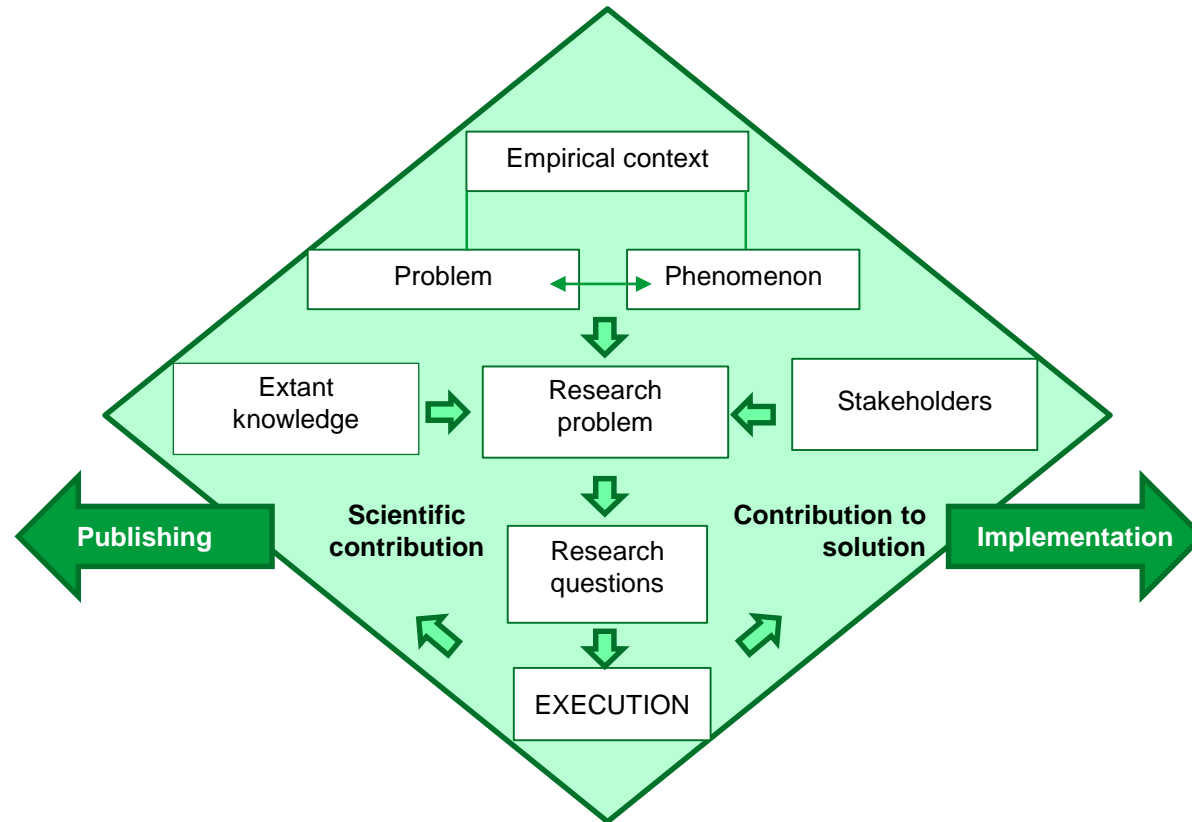 Empirical context
Problem
Phenomenon
Extant
knowledge
Research
problem
Stakeholders
Publishing
Scientific
contribution
Research
questions
Contribution to
solution
Implementation
EXECUTION